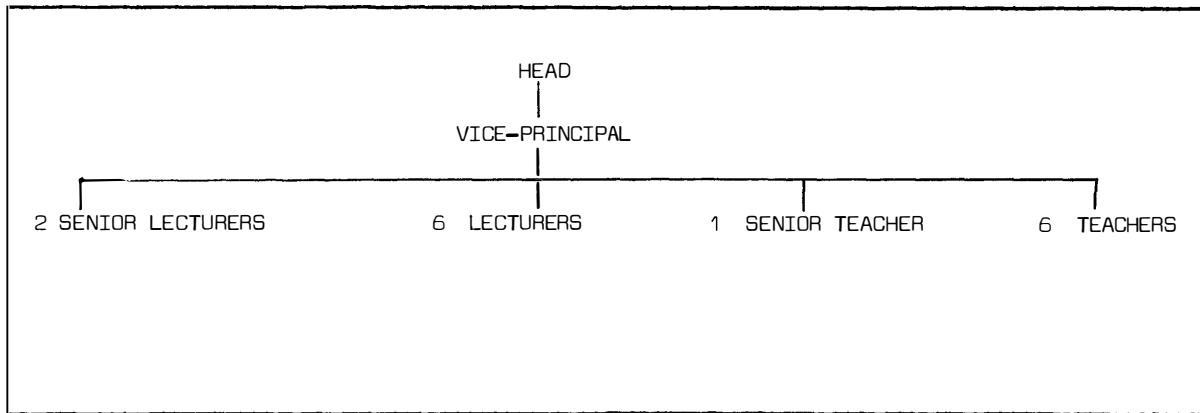 HEAD
VICE-PRINCIPAL
2 SENIOR LECTURERS 6 LECTURERS 1 SENIOR TEACHER 6 TEACHERS